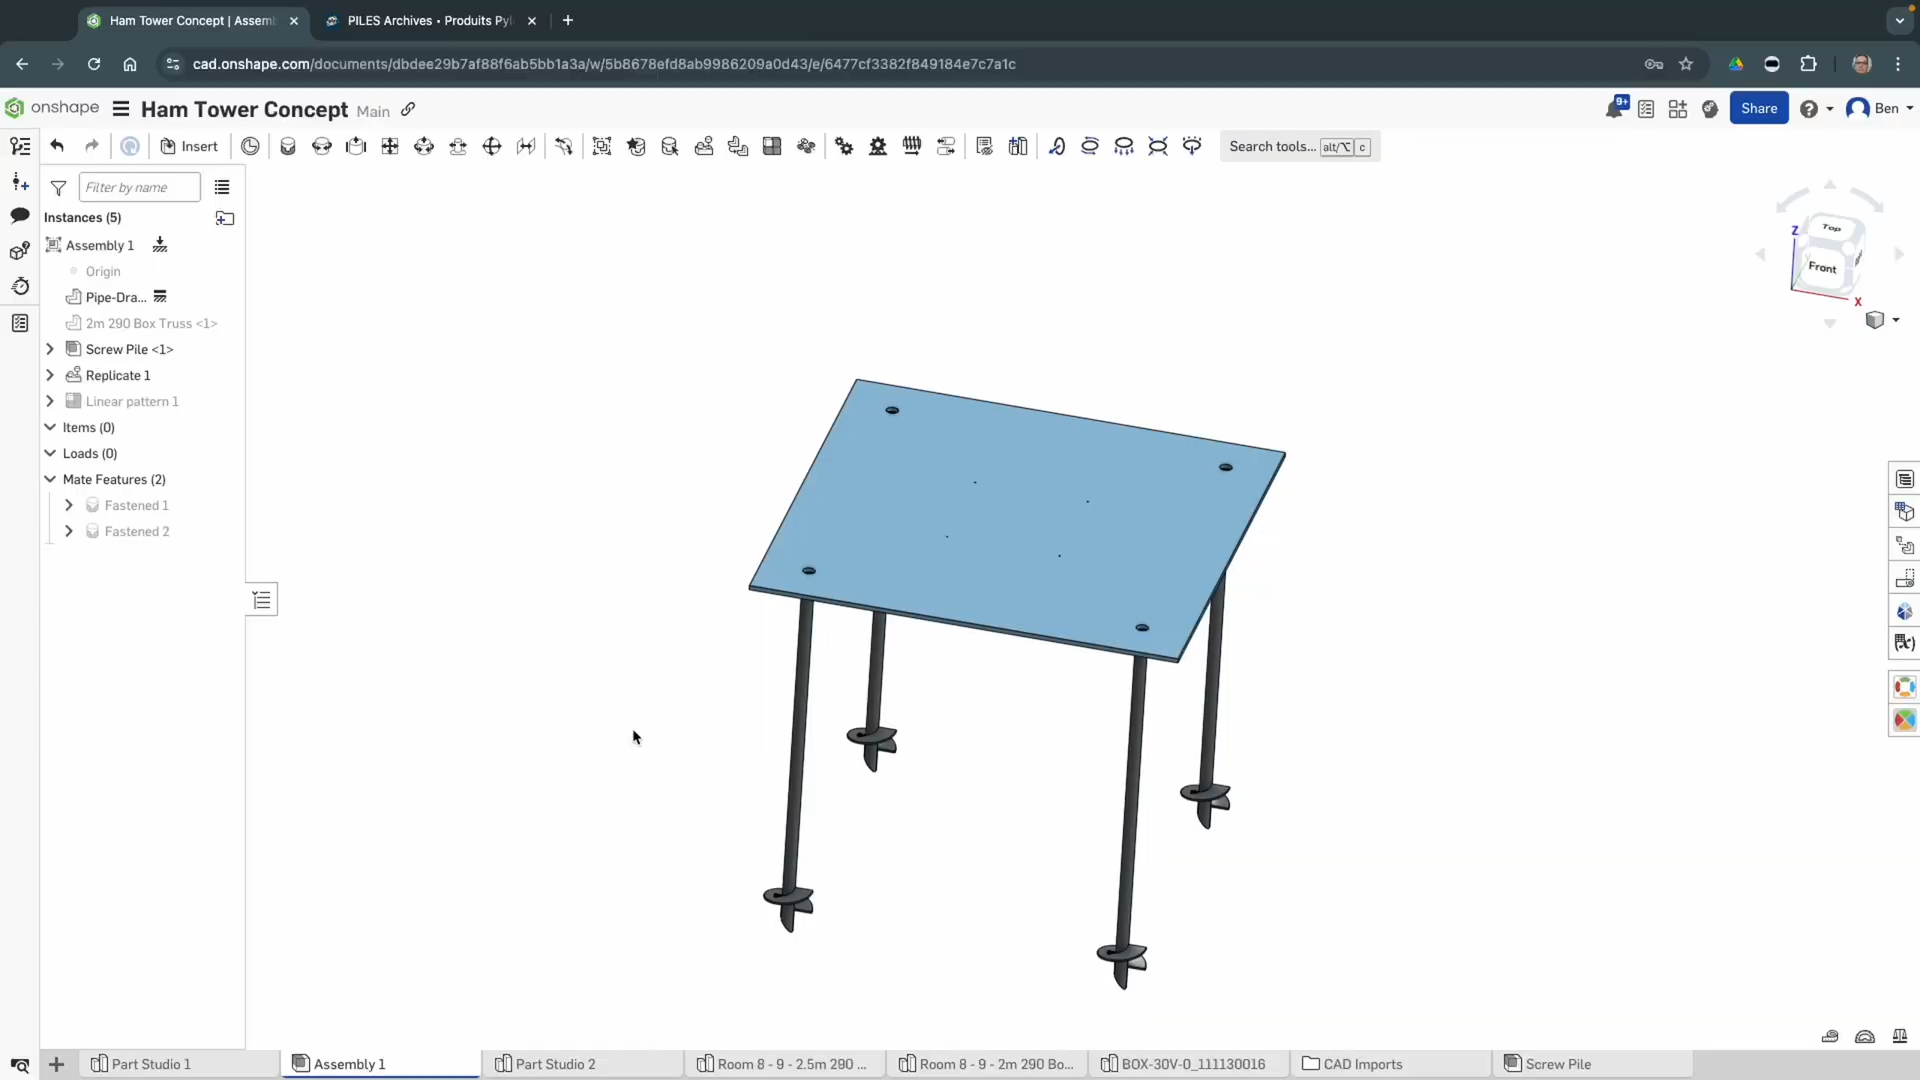 Ham Tower Concept | Assem
PILES Archives • Produits Pyl
cad.onshape.com/documents/dbdee29b7af88f6ab5bb1a3a/w/5b8678efd8ab9986209a0d43/e/6477cf3382f849184e7c7a1c
onshape
Ham Tower Concept Main
9+
Share
Ben
Insert
Search tools... alt/⌥ c
Filter by name
Instances (5)
Assembly 1
Origin
Pipe-Dra...
2m 290 Box Truss <1>
Screw Pile <1>
Replicate 1
Linear pattern 1
Items (0)
Loads (0)
Mate Features (2)
Fastened 1
Fastened 2
Top
Z
Front
X
(x)
Part Studio 1
Assembly 1
Part Studio 2
Room 8 - 9 - 2.5m 290 ...
Room 8 - 9 - 2m 290 Bo...
BOX-30V-0_111130016
CAD Imports
Screw Pile